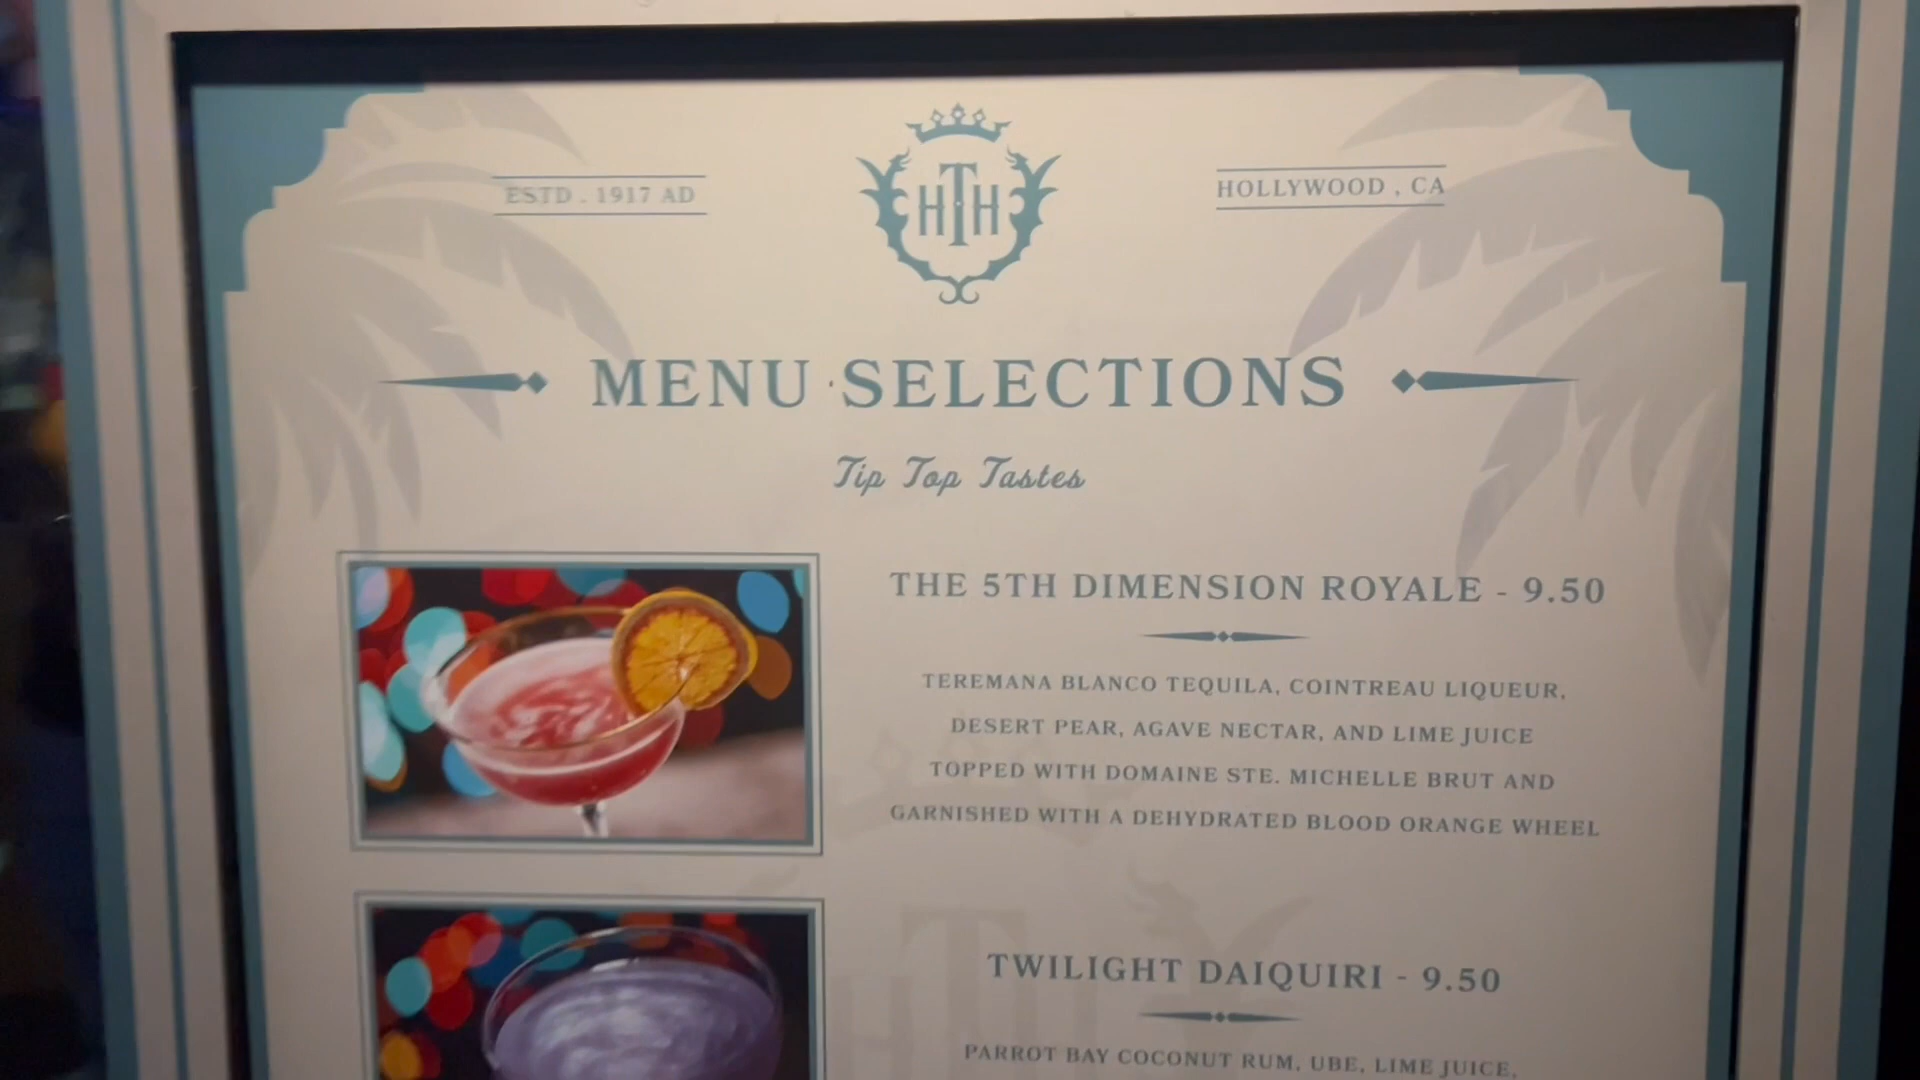 ESTD . 1917 AD
HTH
HOLLYWOOD , CA
MENU · SELECTIONS
Tip Top Tastes
THE 5TH DIMENSION ROYALE - 9.50
TEREMANA BLANCO TEQUILA, COINTREAU LIQUEUR,
DESERT PEAR, AGAVE NECTAR, AND LIME JUICE
TOPPED WITH DOMAINE STE. MICHELLE BRUT AND
GARNISHED WITH A DEHYDRATED BLOOD ORANGE WHEEL
TWILIGHT DAIQUIRI - 9.50
PARROT BAY COCONUT RUM, UBE, LIME JUICE,